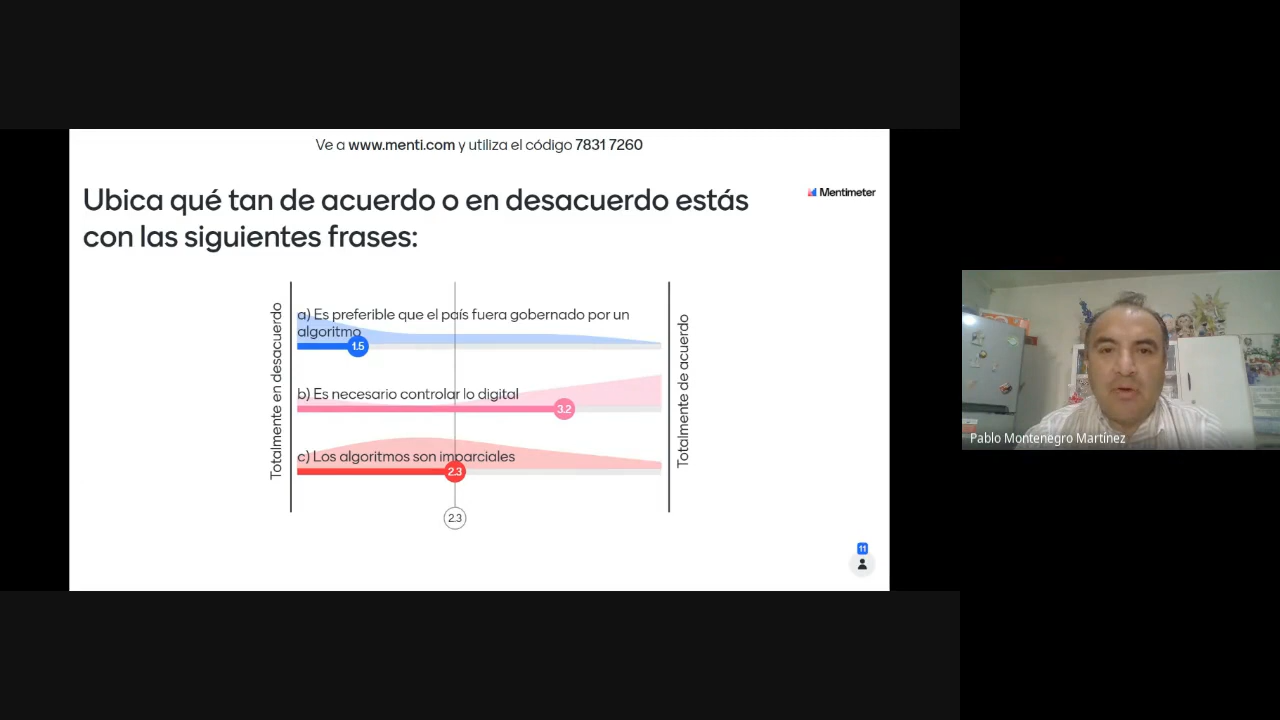 Ve a www.menti.com y utiliza el código 7831 7260
Ubica qué tan de acuerdo o en desacuerdo estás
con las siguientes frases:
Mentimeter
Totalmente en desacuerdo
a) Es preferible que el país fuera gobernado por un
algoritmo
1.5
b) Es necesario controlar lo digital
3.2
c) Los algoritmos son imparciales
2.3
2.3
Totalmente de acuerdo
11
Pablo Montenegro Martínez